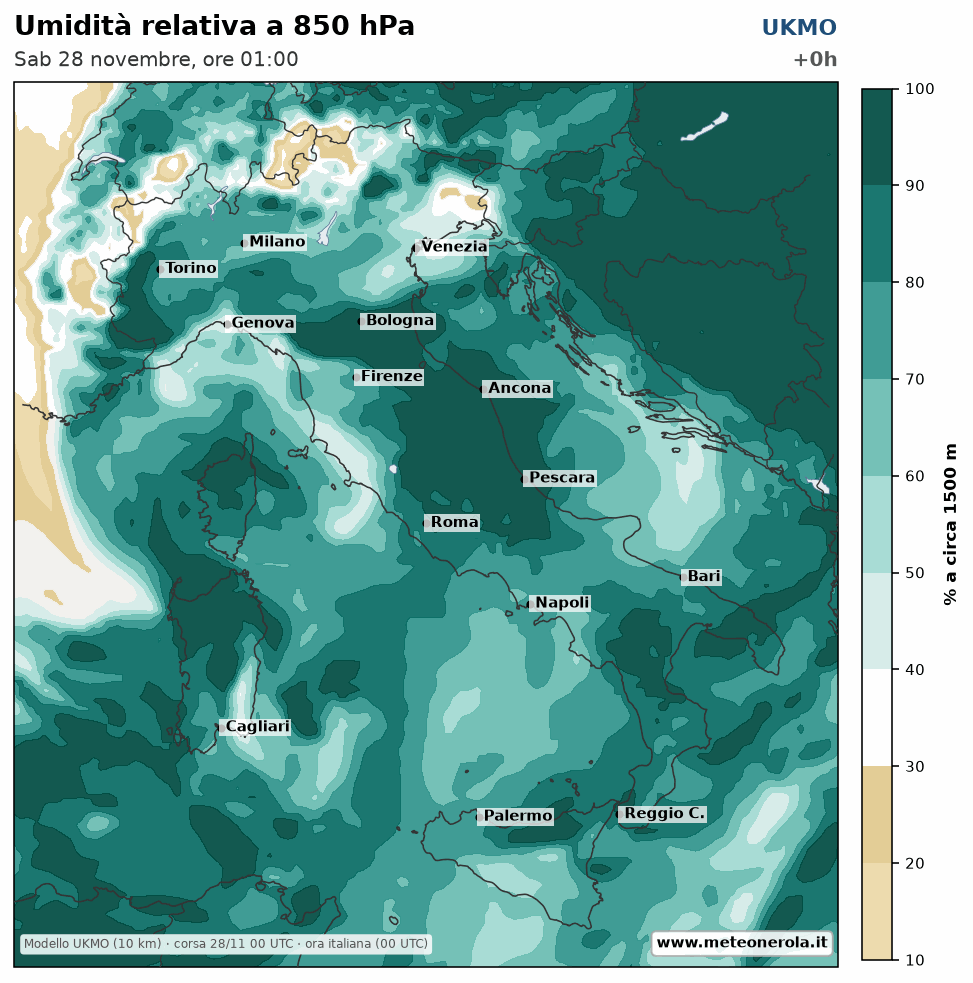 Umidità relativa a 850 hPa
UKMO
Sab 28 novembre, ore 01:00
+0h
100
90
80
70
60
50
40
30
20
10
% a circa 1500 m
Milano
Venezia
Torino
Genova
Bologna
Firenze
Ancona
Pescara
Roma
Bari
Napoli
Cagliari
Palermo
Reggio C.
Modello UKMO (10 km) · corsa 28/11 00 UTC · ora italiana (00 UTC)
www.meteonerola.it